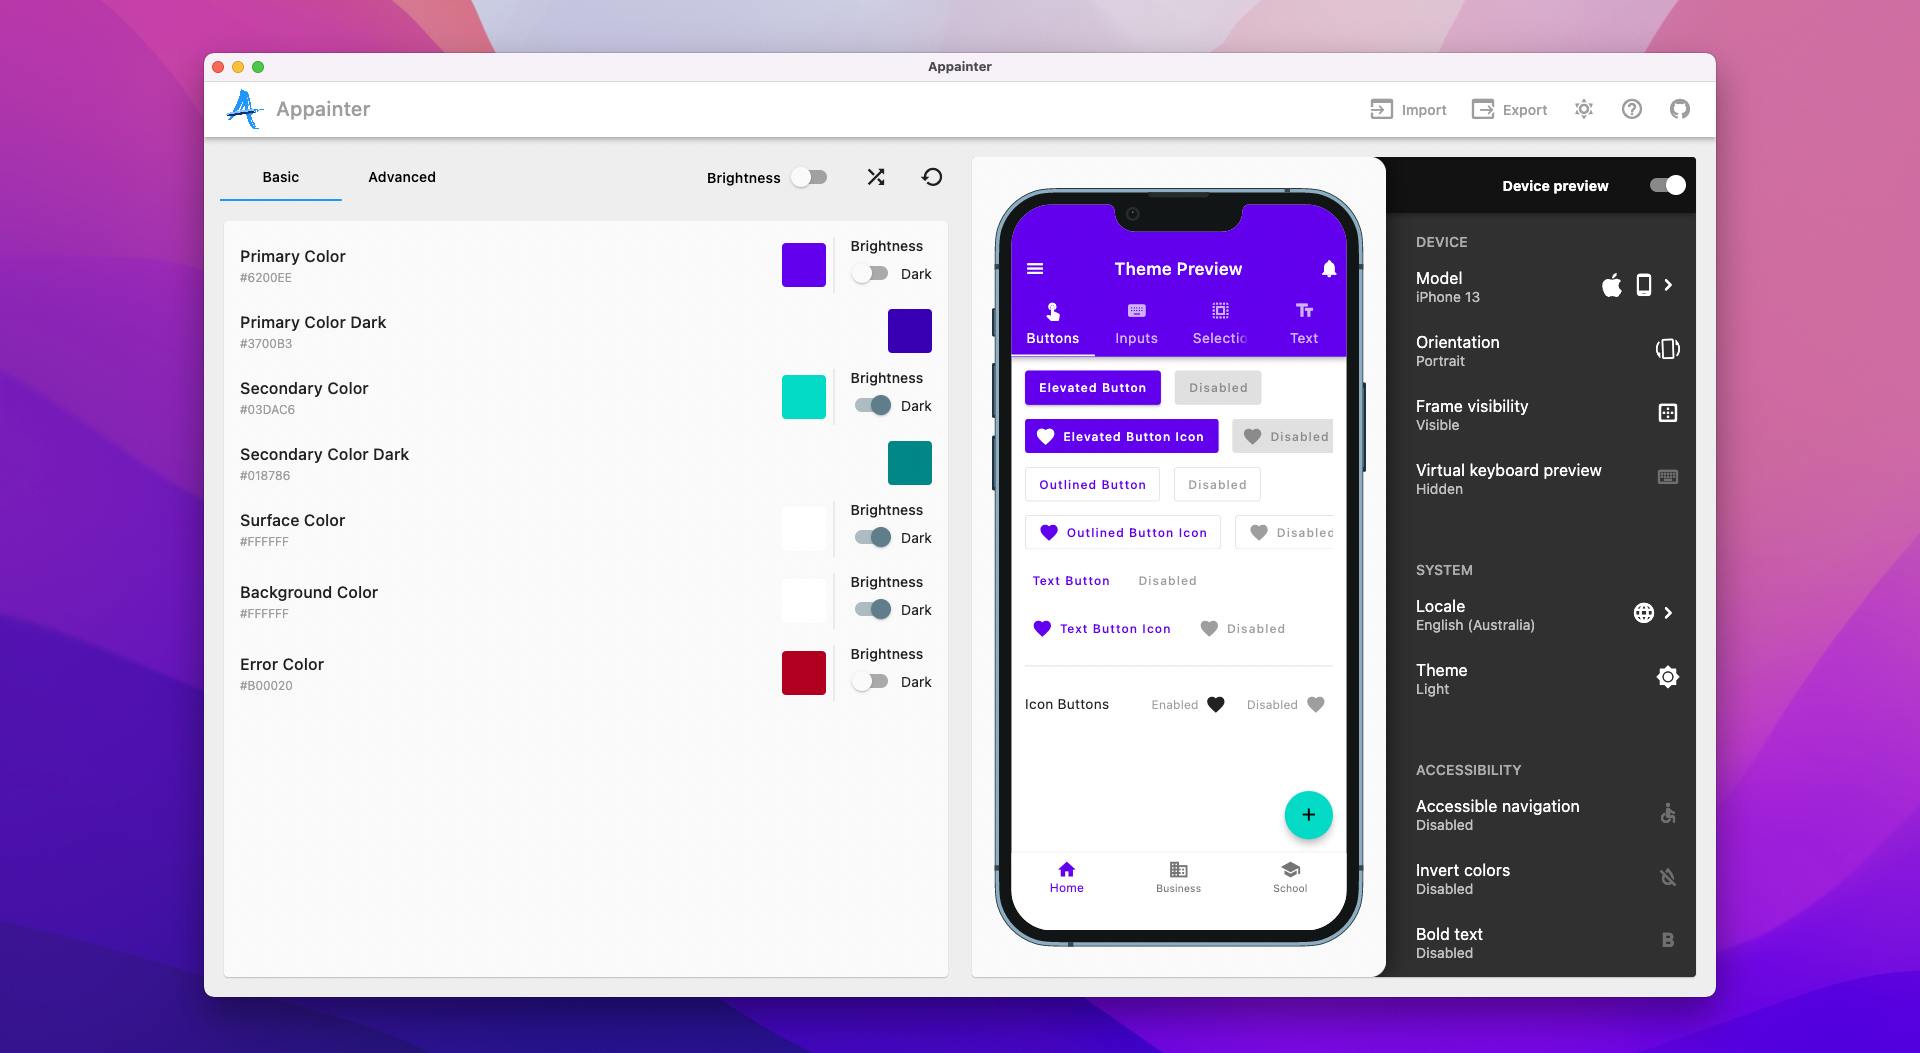 Appainter
Appainter
Import
Export
Basic
Advanced
Brightness
Primary Color
#6200EE
Brightness
Dark
Primary Color Dark
#3700B3
Secondary Color
#03DAC6
Brightness
Dark
Secondary Color Dark
#018786
Surface Color
#FFFFFF
Brightness
Dark
Background Color
#FFFFFF
Brightness
Dark
Error Color
#B00020
Brightness
Dark
Theme Preview
Buttons
Inputs
Selectio
Text
Elevated Button
Disabled
Elevated Button Icon
Disabled
Outlined Button
Disabled
Outlined Button Icon
Disabled
Text Button
Disabled
Text Button Icon
Disabled
Icon Buttons
Enabled
Disabled
Home
Business
School
Device preview
DEVICE
Model
iPhone 13
Orientation
Portrait
Frame visibility
Visible
Virtual keyboard preview
Hidden
SYSTEM
Locale
English (Australia)
Theme
Light
ACCESSIBILITY
Accessible navigation
Disabled
Invert colors
Disabled
Bold text
Disabled
B